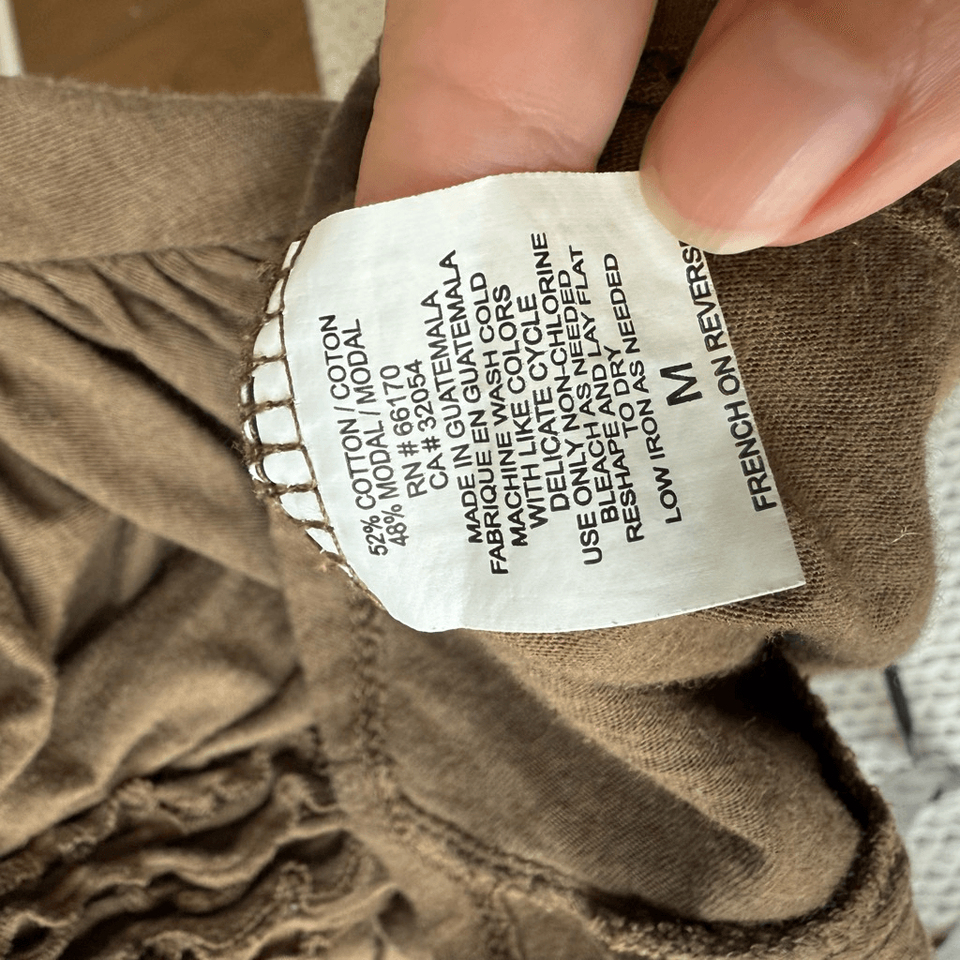 52% COTTON / COTON
48% MODAL / MODAL
RN # 66170
CA # 32054
MADE IN GUATEMALA
FABRIQUE EN GUATEMALA
MACHINE WASH COLD
WITH LIKE COLORS
DELICATE CYCLE
USE ONLY NON-CHLORINE
BLEACH AND LAY FLAT
RESHAPE AS NEEDED
TO DRY
LOW IRON AS NEEDED
M
FRENCH ON REVERS